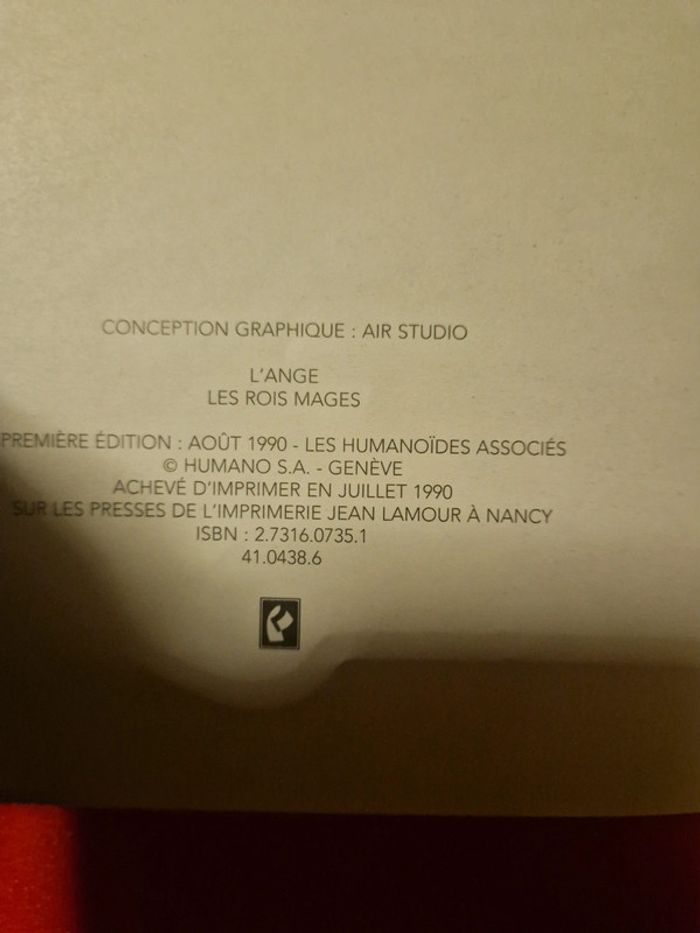 CONCEPTION GRAPHIQUE : AIR STUDIO
L'ANGE
LES ROIS MAGES
PREMIÈRE ÉDITION : AOÛT 1990 - LES HUMANOÏDES ASSOCIÉS
© HUMANO S.A. - GENÈVE
ACHEVÉ D'IMPRIMER EN JUILLET 1990
SUR LES PRESSES DE L'IMPRIMERIE JEAN LAMOUR À NANCY
ISBN : 2.7316.0735.1
41.0438.6